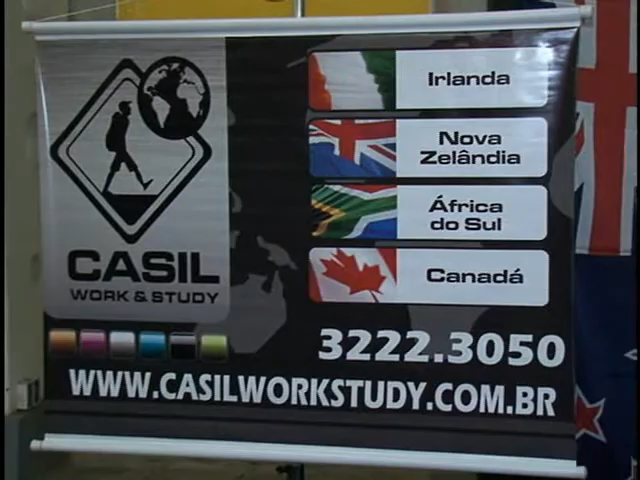 CASIL
WORK & STUDY
Irlanda
Nova
Zelândia
África
do Sul
Canadá
3222.3050
WWW.CASILWORKSTUDY.COM.BR